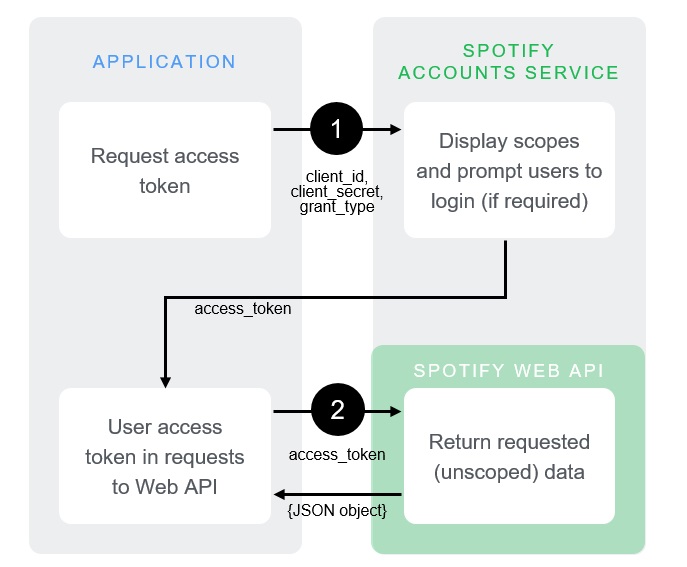 APPLICATION
SPOTIFY
ACCOUNTS SERVICE
Request access
token
1
client_id,
client_secret,
grant_type
Display scopes
and prompt users to
login (if required)
access_token
SPOTIFY WEB API
User access
token in requests
to Web API
2
access_token
{JSON object}
Return requested
(unscoped) data